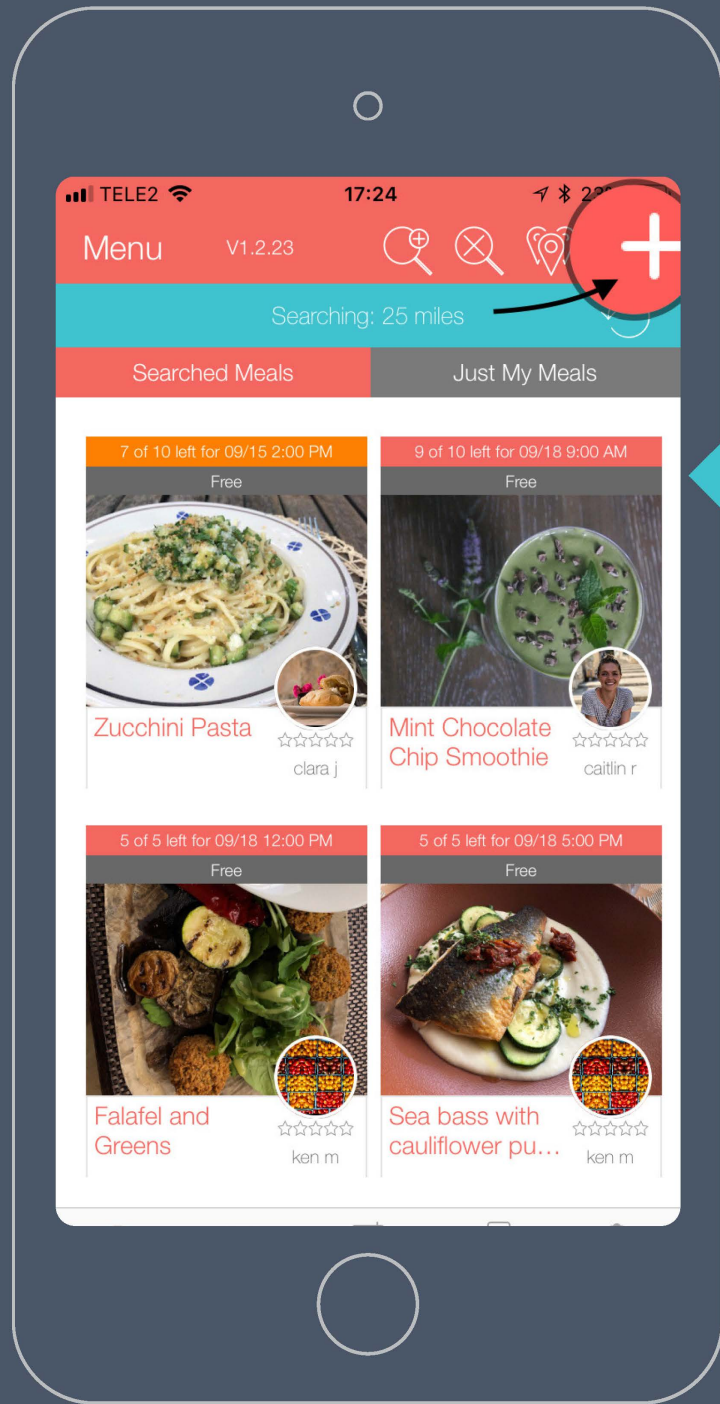 TELE2
17:24
Menu
V1.2.23
Searching: 25 miles
Searched Meals
Just My Meals
7 of 10 left for 09/15 2:00 PM
Free
9 of 10 left for 09/18 9:00 AM
Free
Zucchini Pasta
clara j
Mint Chocolate
Chip Smoothie
caitlin r
5 of 5 left for 09/18 12:00 PM
Free
5 of 5 left for 09/18 5:00 PM
Free
Falafel and
Greens
ken m
Sea bass with
cauliflower pu...
ken m